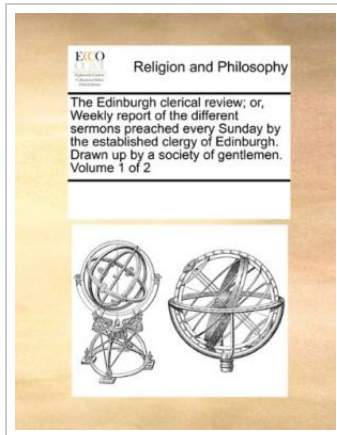 ECCO
Religion and Philosophy
The Edinburgh clerical review; or,
Weekly report of the different
sermons preached every Sunday by
the established clergy of Edinburgh.
Drawn up by a society of gentlemen.
Volume 1 of 2